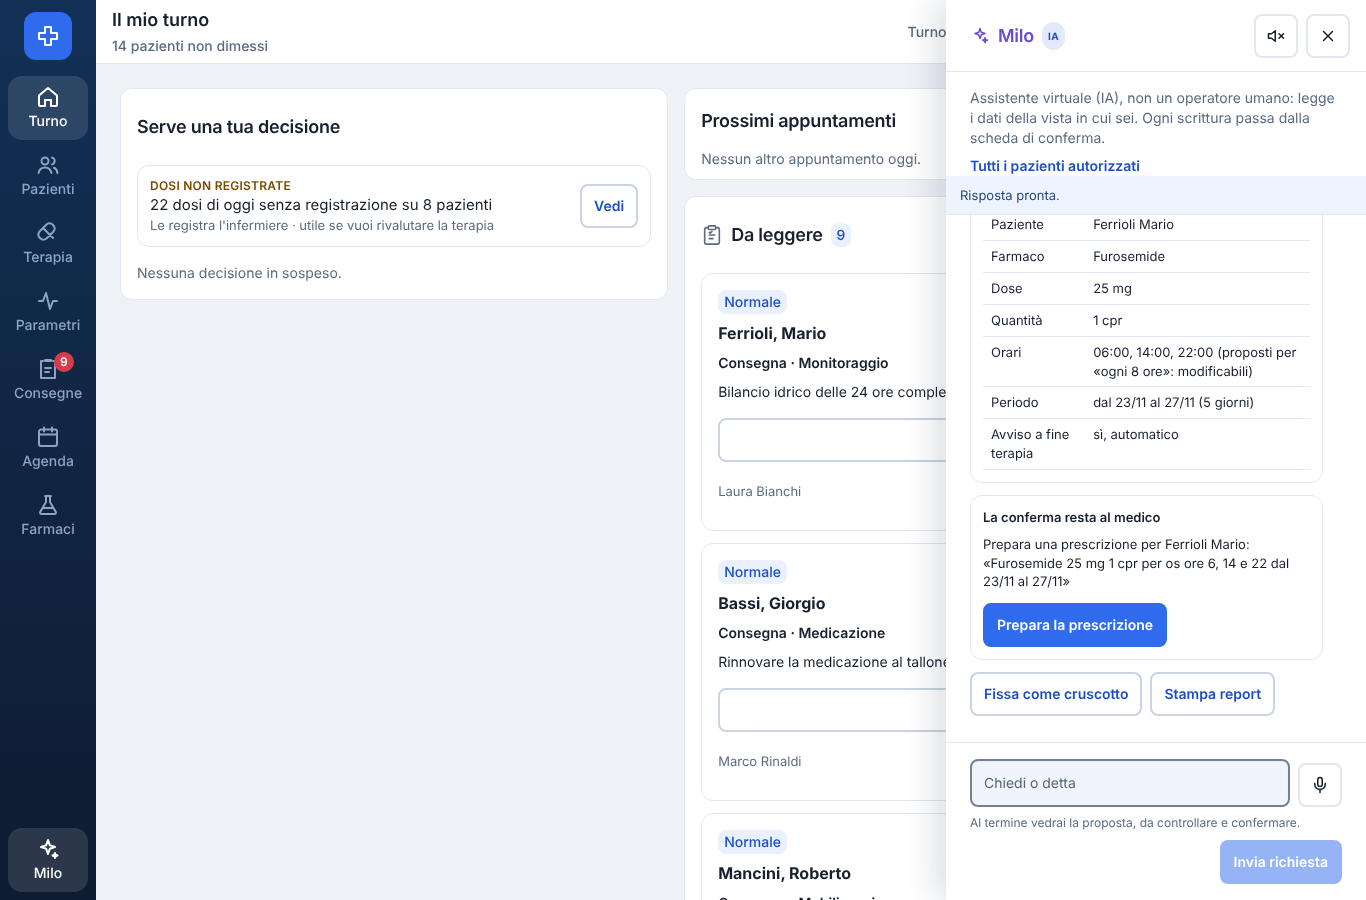 Turno
Pazienti
Terapia
Parametri
9
Consegne
Agenda
Farmaci
Milo
Il mio turno
14 pazienti non dimessi
Turno
Serve una tua decisione
DOSI NON REGISTRATE
22 dosi di oggi senza registrazione su 8 pazienti
Le registra l'infermiere · utile se vuoi rivalutare la terapia
Vedi
Nessuna decisione in sospeso.
Prossimi appuntamenti
Nessun altro appuntamento oggi.
Da leggere 9
Normale
Ferrioli, Mario
Consegna · Monitoraggio
Bilancio idrico delle 24 ore comple
Laura Bianchi
Normale
Bassi, Giorgio
Consegna · Medicazione
Rinnovare la medicazione al tallone
Marco Rinaldi
Normale
Mancini, Roberto
Milo IA
Assistente virtuale (IA), non un operatore umano: legge
i dati della vista in cui sei. Ogni scrittura passa dalla
scheda di conferma.
Tutti i pazienti autorizzati
Risposta pronta.
Paziente Ferrioli Mario
Farmaco Furosemide
Dose 25 mg
Quantità 1 cpr
Orari 06:00, 14:00, 22:00 (proposti per
«ogni 8 ore»: modificabili)
Periodo dal 23/11 al 27/11 (5 giorni)
Avviso a fine sì, automatico
terapia
La conferma resta al medico
Prepara una prescrizione per Ferrioli Mario:
«Furosemide 25 mg 1 cpr per os ore 6, 14 e 22 dal
23/11 al 27/11»
Prepara la prescrizione
Fissa come cruscotto
Stampa report
Chiedi o detta
Al termine vedrai la proposta, da controllare e confermare.
Invia richiesta